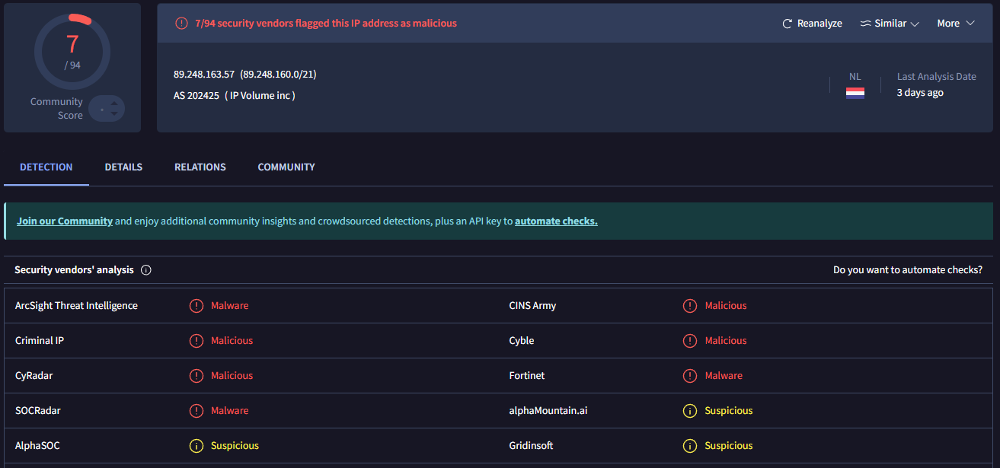 7
/ 94
Community
Score
7/94 security vendors flagged this IP address as malicious
Reanalyze
Similar
More
89.248.163.57 (89.248.160.0/21)
AS 202425 ( IP Volume inc )
NL
Last Analysis Date
3 days ago
DETECTION DETAILS RELATIONS COMMUNITY
Join our Community and enjoy additional community insights and crowdsourced detections, plus an API key to automate checks.
Security vendors' analysis
Do you want to automate checks?
ArcSight Threat Intelligence Malware CINS Army Malicious
Criminal IP Malicious Cyble Malicious
CyRadar Malicious Fortinet Malware
SOCRadar Malware alphaMountain.ai Suspicious
AlphaSOC Suspicious Gridinsoft Suspicious